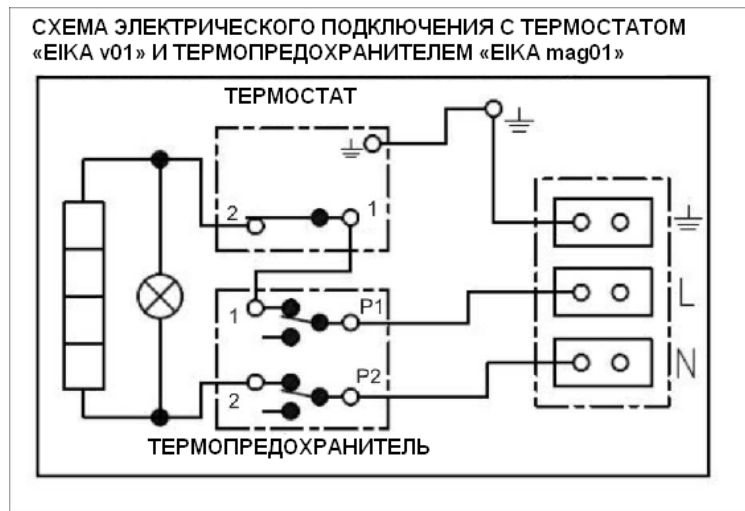 СХЕМА ЭЛЕКТРИЧЕСКОГО ПОДКЛЮЧЕНИЯ С ТЕРМОСТАТОМ
«EIKA v01» И ТЕРМОПРЕДОХРАНИТЕЛЕМ «EIKA mag01»
ТЕРМОСТАТ
2
1
1
P1
L
2
P2
N
ТЕРМОПРЕДОХРАНИТЕЛЬ